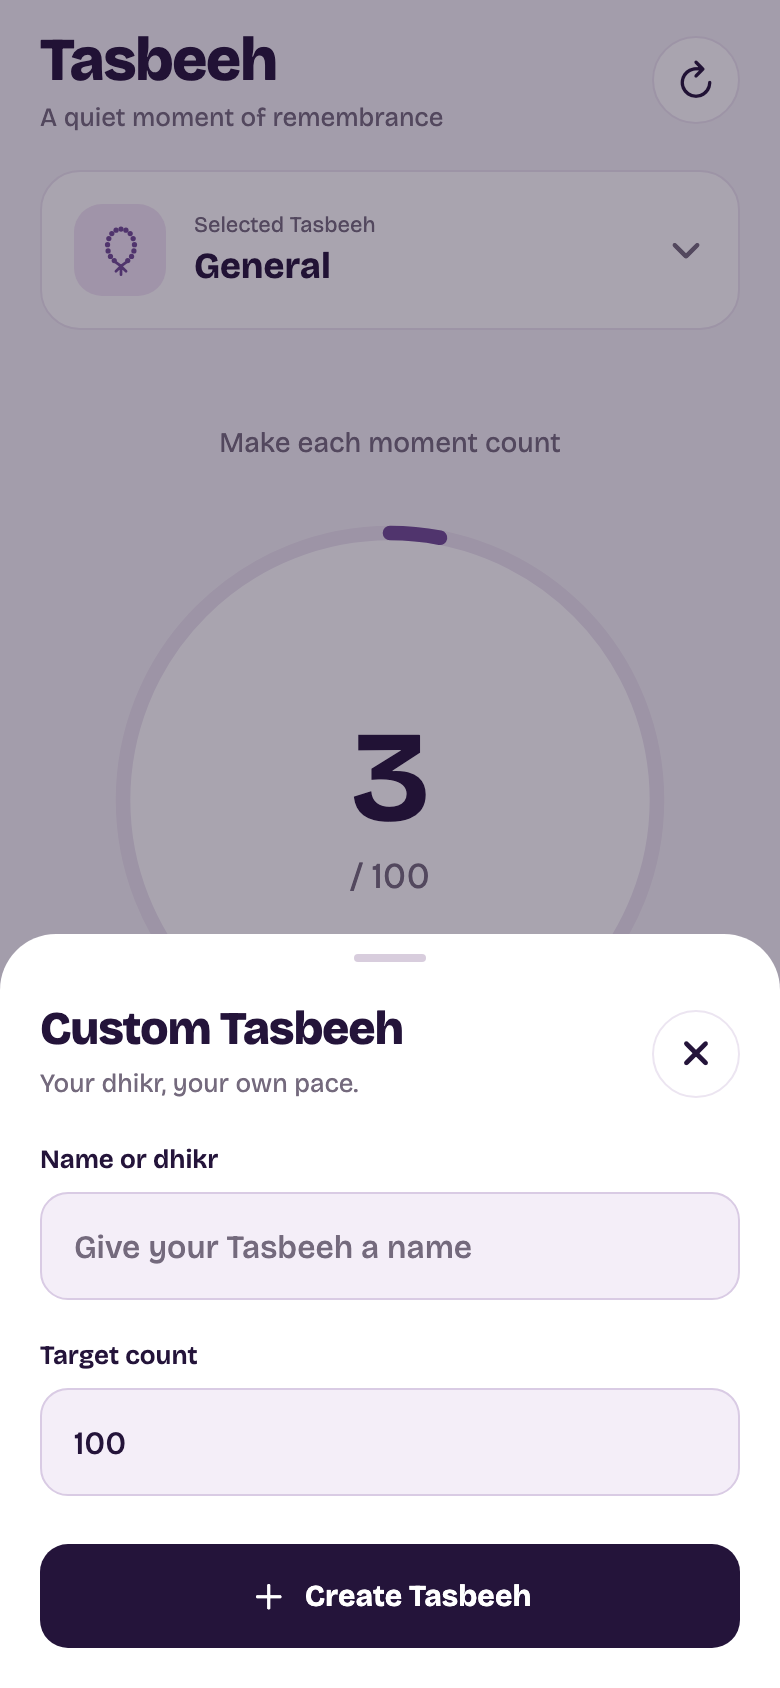 Tasbeeh
A quiet moment of remembrance
Selected Tasbeeh
General
Make each moment count
3
/ 100
Custom Tasbeeh
Your dhikr, your own pace.
Name or dhikr
Give your Tasbeeh a name
Target count
100
Create Tasbeeh